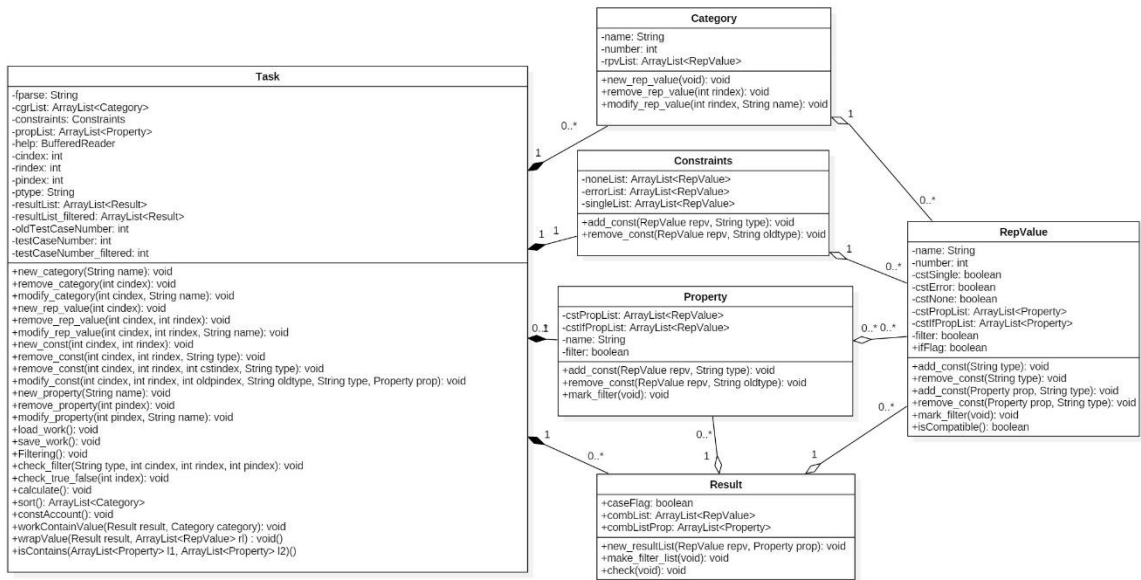 Task
-fparse: String
-cgrList: ArrayList<Category>
-constraints: Constraints
-propList: ArrayList<Property>
-help: BufferedReader
-cindex: int
-rindex: int
-pindex: int
-ptype: String
-resultList: ArrayList<Result>
-resultList_filtered: ArrayList<Result>
-oldTestCaseNumber: int
-testCaseNumber: int
-testCaseNumber_filtered: int
+new_category(String name): void
+remove_category(int cindex): void
+modify_category(int cindex, String name): void
+new_rep_value(int cindex): void
+remove_rep_value(int cindex, int rindex): void
+modify_rep_value(int cindex, int rindex, String name): void
+new_const(int cindex, int rindex): void
+remove_const(int cindex, int rindex, String type): void
+remove_const(int cindex, int rindex, int cstindex, String type): void
+modify_const(int cindex, int rindex, int oldpindex, String oldtype, String type, Property prop): void
+new_property(String name): void
+remove_property(int pindex): void
+modify_property(int pindex, String name): void
+load_work(): void
+save_work(): void
+Filtering(): void
+check_filter(String type, int cindex, int rindex, int pindex): void
+check_true_false(int index): void
+calculate(): void
+sort(): ArrayList<Category>
+constAccount(): void
+workContainValue(Result result, Category category): void
+wrapValue(Result result, ArrayList<RepValue> rl) : void()
+isContains(ArrayList<Property> l1, ArrayList<Property> l2)()
1
0..*
1
1
1
0..*
1
0..*
Category
-name: String
-number: int
-rpvList: ArrayList<RepValue>
+new_rep_value(void): void
+remove_rep_value(int rindex): void
+modify_rep_value(int rindex, String name): void
1
0..*
Constraints
-noneList: ArrayList<RepValue>
-errorList: ArrayList<RepValue>
-singleList: ArrayList<RepValue>
+add_const(RepValue repv, String type): void
+remove_const(RepValue repv, String oldtype): void
1
0..*
Property
-cstPropList: ArrayList<RepValue>
-cstIfPropList: ArrayList<RepValue>
-name: String
-filter: boolean
+add_const(RepValue repv, String type): void
+remove_const(RepValue repv, String oldtype): void
+mark_filter(void): void
0..*
0..*
0..*
1
Result
+caseFlag: boolean
+combList: ArrayList<RepValue>
+combListProp: ArrayList<Property>
+new_resultList(RepValue repv, Property prop): void
+make_filter_list(void): void
+check(void): void
1
0..*
RepValue
-name: String
-number: int
-cstSingle: boolean
-cstError: boolean
-cstNone: boolean
-cstPropList: ArrayList<Property>
-cstIfPropList: ArrayList<Property>
-filter: boolean
+ifFlag: boolean
+add_const(String type): void
+remove_const(String type): void
+add_const(Property prop, String type): void
+remove_const(Property prop, String type): void
+mark_filter(void): void
+isCompatible(): boolean